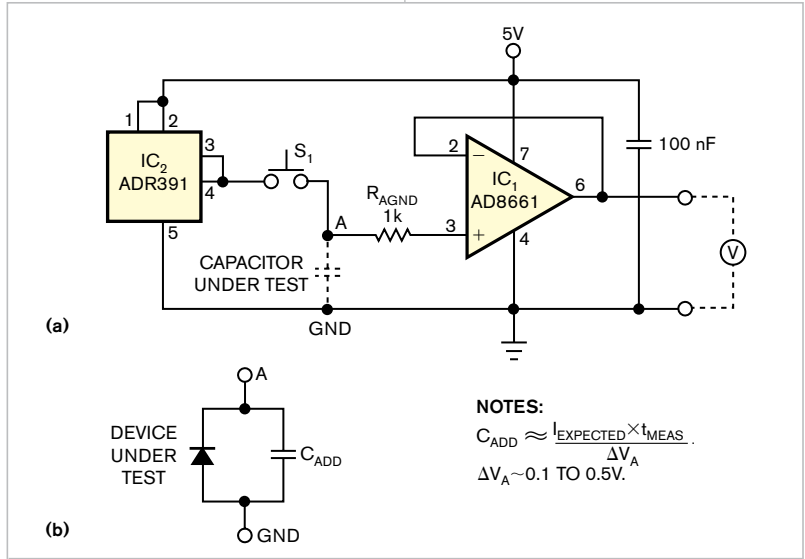 5V
1
2
3
IC2
ADR391
4
5
S1
A
RAGND
1k
2
−
7
100 nF
IC1
AD8661
6
3
+
4
V
CAPACITOR
UNDER TEST
GND
(a)
A
DEVICE
UNDER
TEST
CADD
GND
(b)
NOTES:
CADD ≈ IEXPECTED×tMEAS
ΔVA .
ΔVA~0.1 TO 0.5V.